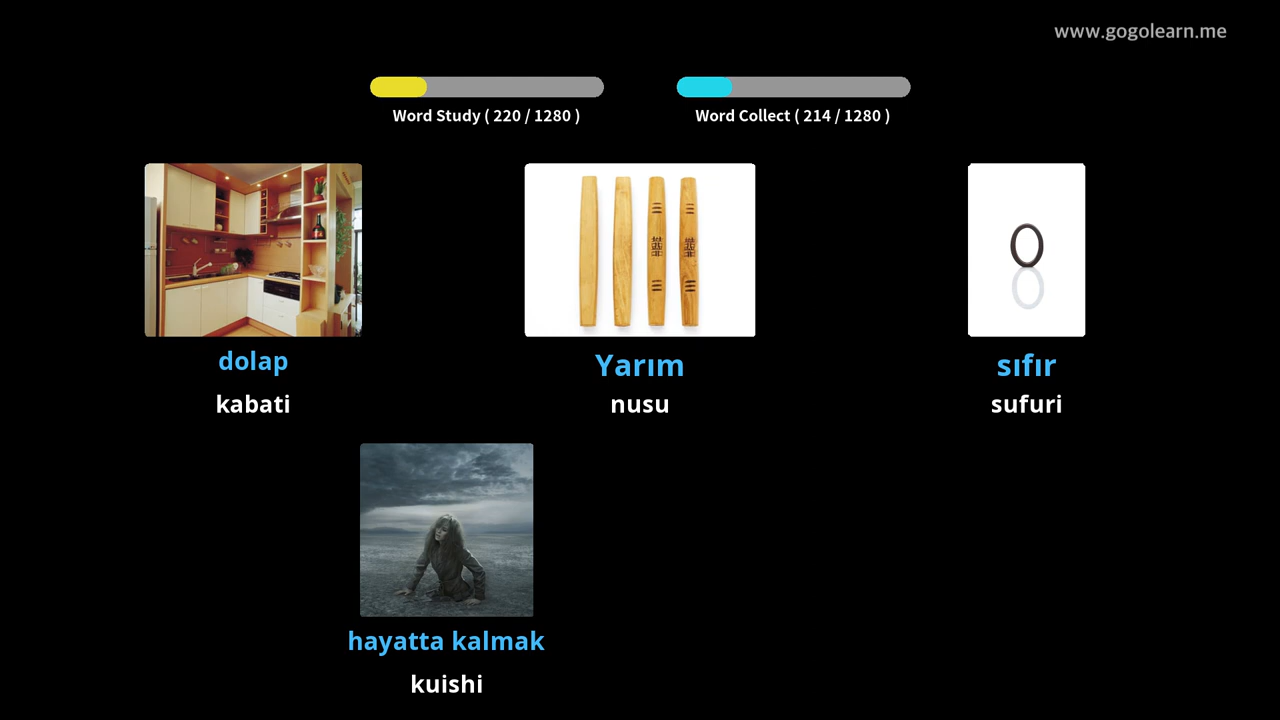 www.gogolearn.me
Word Study ( 220 / 1280 )
Word Collect ( 214 / 1280 )
dolap
kabati
Yarım
nusu
sıfır
sufuri
hayatta kalmak
kuishi